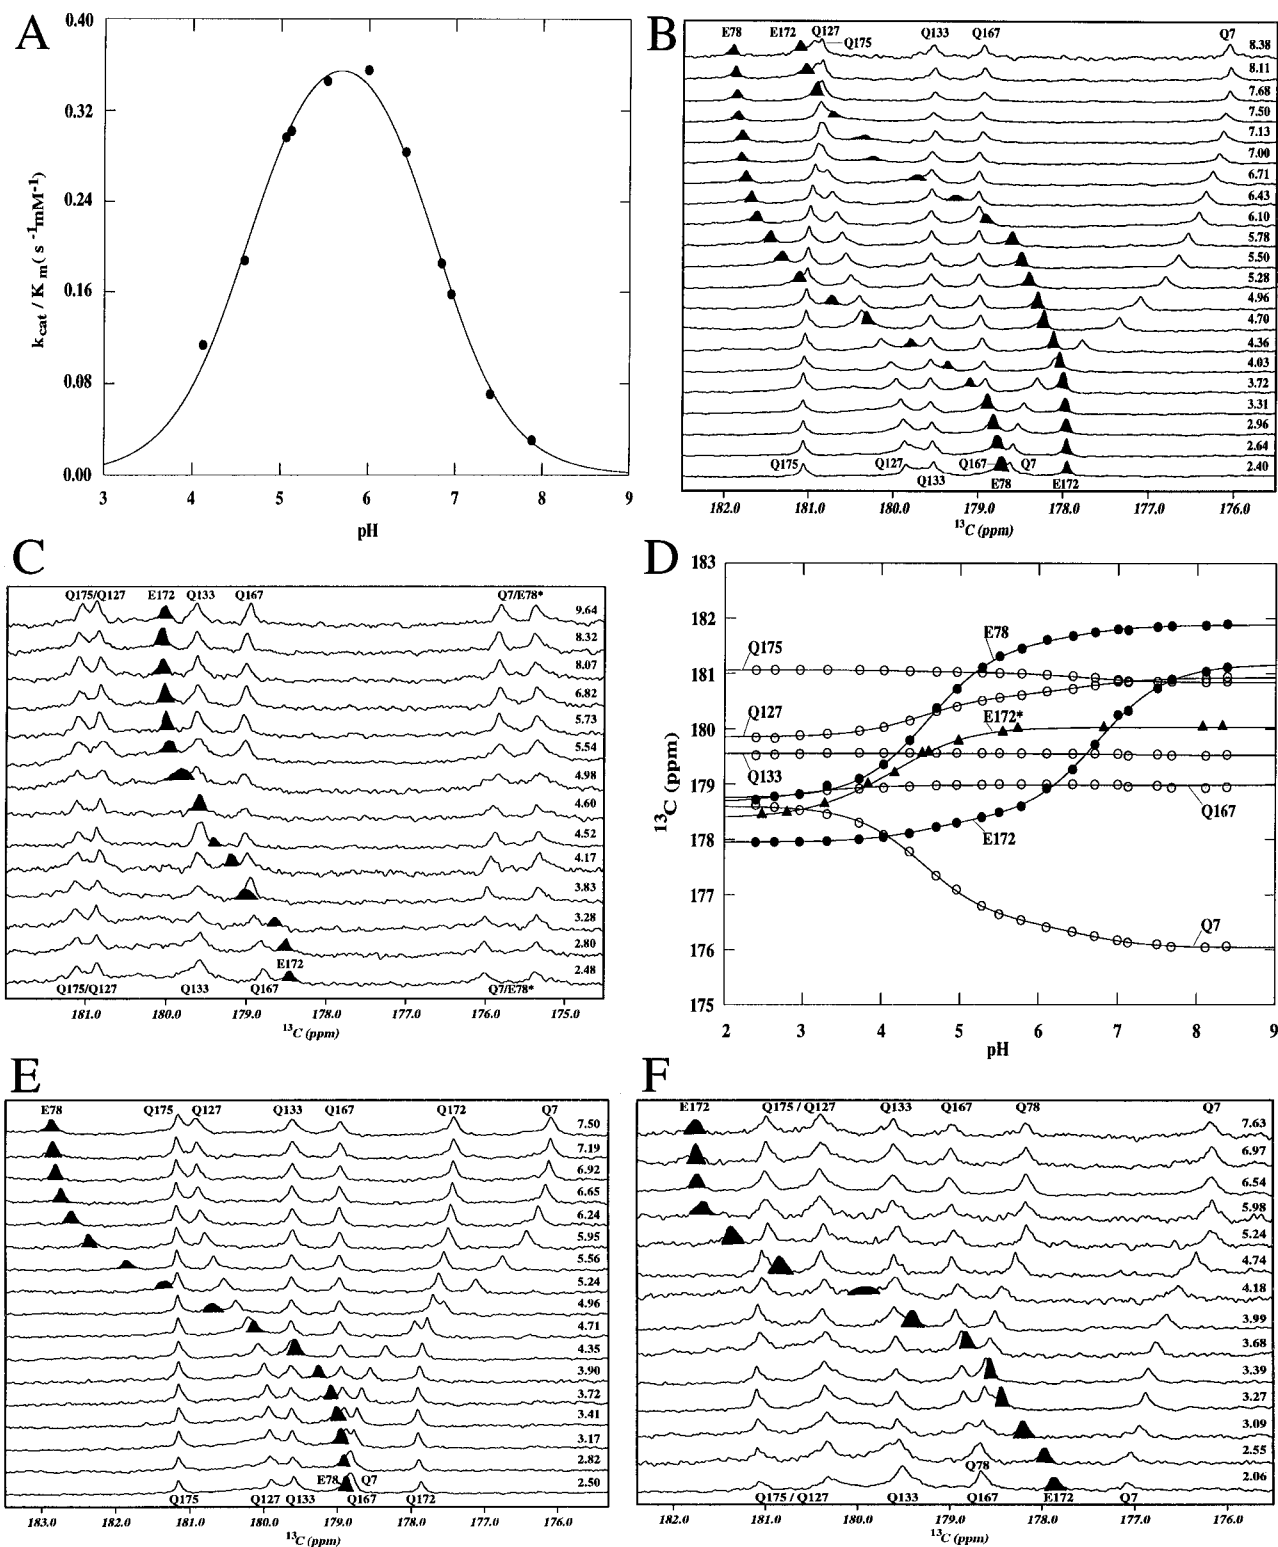 A
0.40
0.32
0.24
0.16
0.08
0.00
k cat / K m ( s -1 mM -1 )
3 4 5 6 7 8 9
pH
B
E78 E172 Q127 Q175 Q133 Q167 Q7
8.38
8.11
7.68
7.50
7.13
7.00
6.71
6.43
6.10
5.78
5.50
5.28
4.96
4.70
4.36
4.03
3.72
3.31
2.96
2.64
2.40
Q175 Q127 Q133 Q167 E78 Q7 E172
182.0 181.0 180.0 179.0 178.0 177.0 176.0
13C (ppm)
C
Q175/Q127 E172 Q133 Q167 Q7/E78*
9.64
8.32
8.07
6.82
5.73
5.54
4.98
4.60
4.52
4.17
3.83
3.28
2.80
2.48
E172
Q175/Q127 Q133 Q167 Q7/E78*
181.0 180.0 179.0 178.0 177.0 176.0 175.0
13C (ppm)
D
183
182
181
180
179
178
177
176
175
13C (ppm)
E78
Q175
Q127
E172*
Q133
Q167
E172
Q7
2 3 4 5 6 7 8 9
pH
E
E78 Q175 Q127 Q133 Q167 Q172 Q7
7.50
7.19
6.92
6.65
6.24
5.95
5.56
5.24
4.96
4.71
4.35
3.90
3.72
3.41
3.17
2.82
2.50
E78 Q7
Q175 Q127 Q133 Q167 Q172
183.0 182.0 181.0 180.0 179.0 178.0 177.0 176.0
13C (ppm)
F
E172 Q175 / Q127 Q133 Q167 Q78 Q7
7.63
6.97
6.54
5.98
5.24
4.74
4.18
3.99
3.68
3.39
3.27
3.09
2.55
2.06
Q78
Q175 / Q127 Q133 Q167 E172 Q7
182.0 181.0 180.0 179.0 178.0 177.0 176.0
13C (ppm)